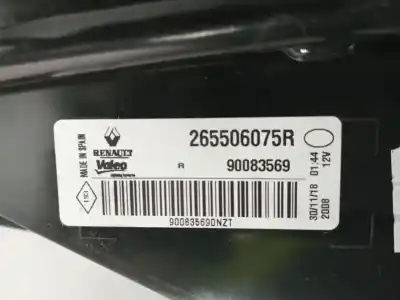 MADE IN SPAIN
RENAULT
Valeo
265506075R
R 90083569
900835690NZT
30/11/18 01:44
2008 12V